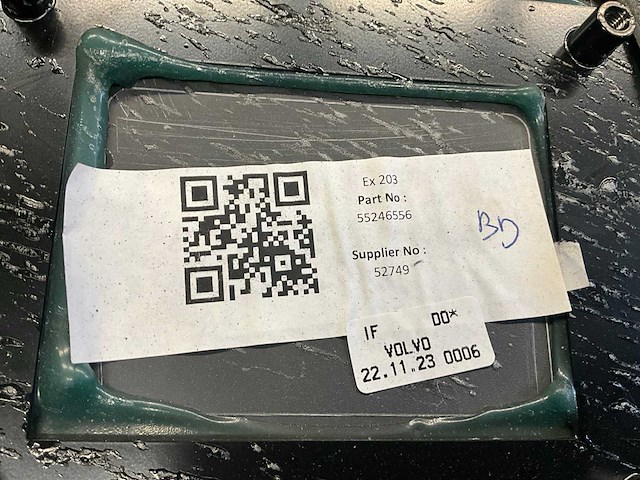 Ex 203
Part No :
55246556
Supplier No :
52749
BD
IF DO*
VOLVO
22.11.23 0006